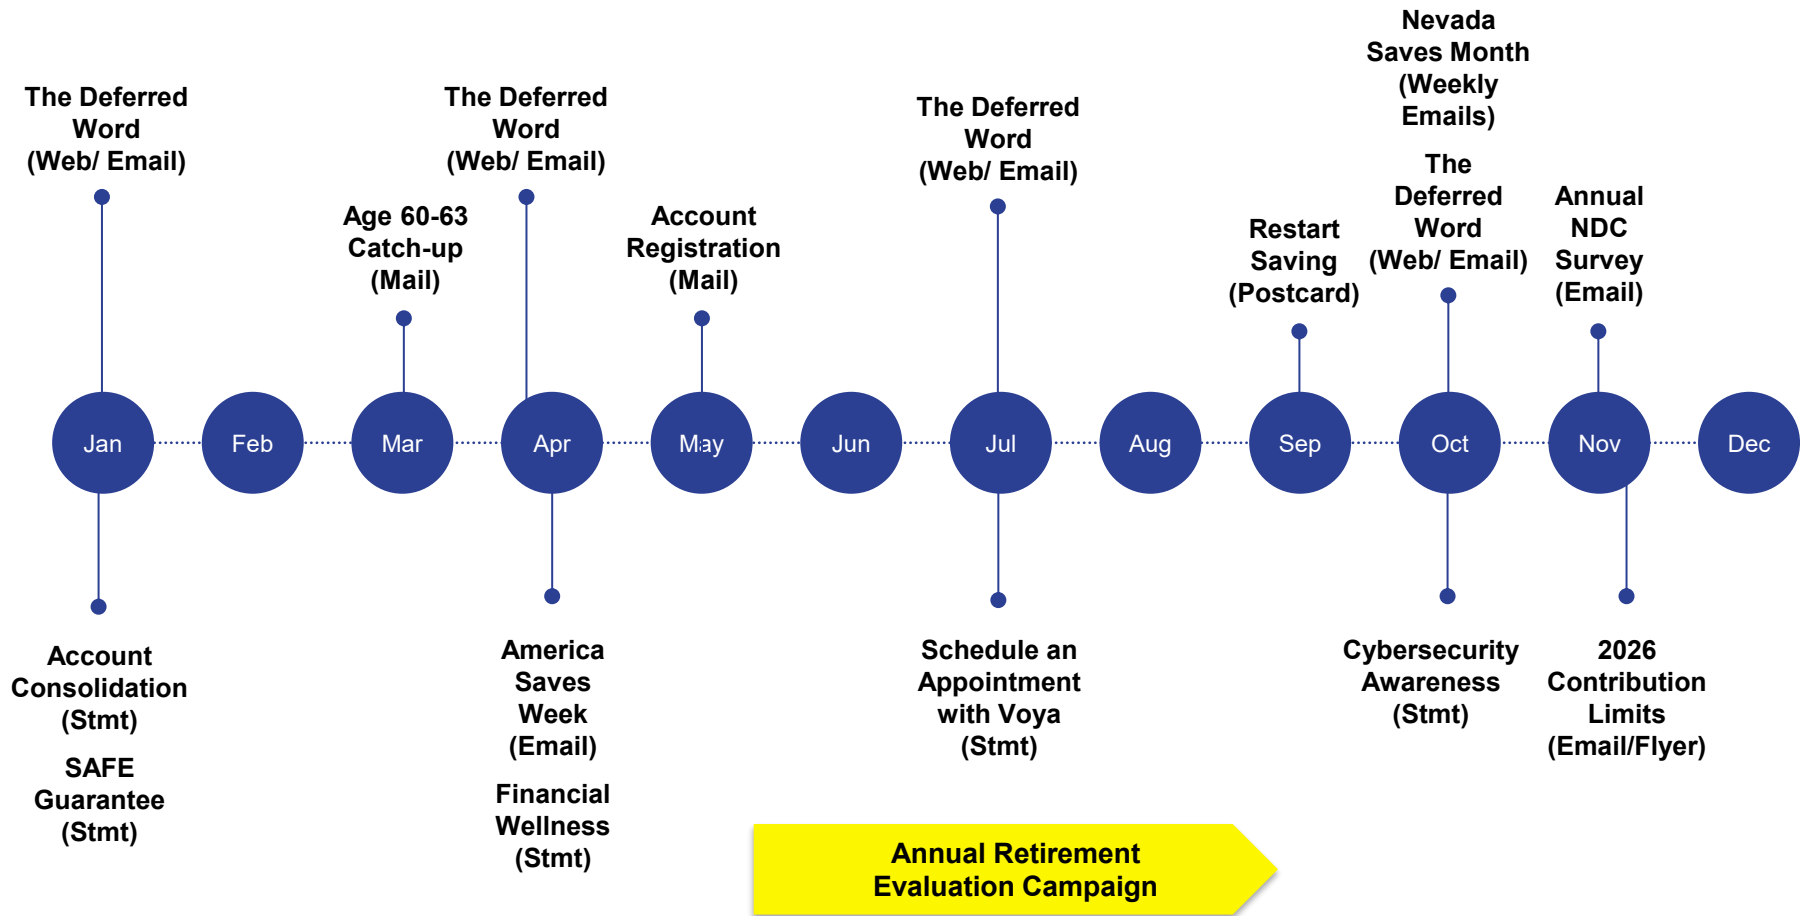 The Deferred
Word
(Web/ Email)
Age 60-63
Catch-up
(Mail)
The Deferred
Word
(Web/ Email)
Account
Registration
(Mail)
The Deferred
Word
(Web/ Email)
Restart
Saving
(Postcard)
Nevada
Saves Month
(Weekly
Emails)
The
Deferred
Word
(Web/ Email)
Annual
NDC
Survey
(Email)
Jan
Feb
Mar
Apr
May
Jun
Jul
Aug
Sep
Oct
Nov
Dec
Account
Consolidation
(Stmt)
SAFE
Guarantee
(Stmt)
America
Saves
Week
(Email)
Financial
Wellness
(Stmt)
Schedule an
Appointment
with Voya
(Stmt)
Cybersecurity
Awareness
(Stmt)
2026
Contribution
Limits
(Email/Flyer)
Annual Retirement
Evaluation Campaign